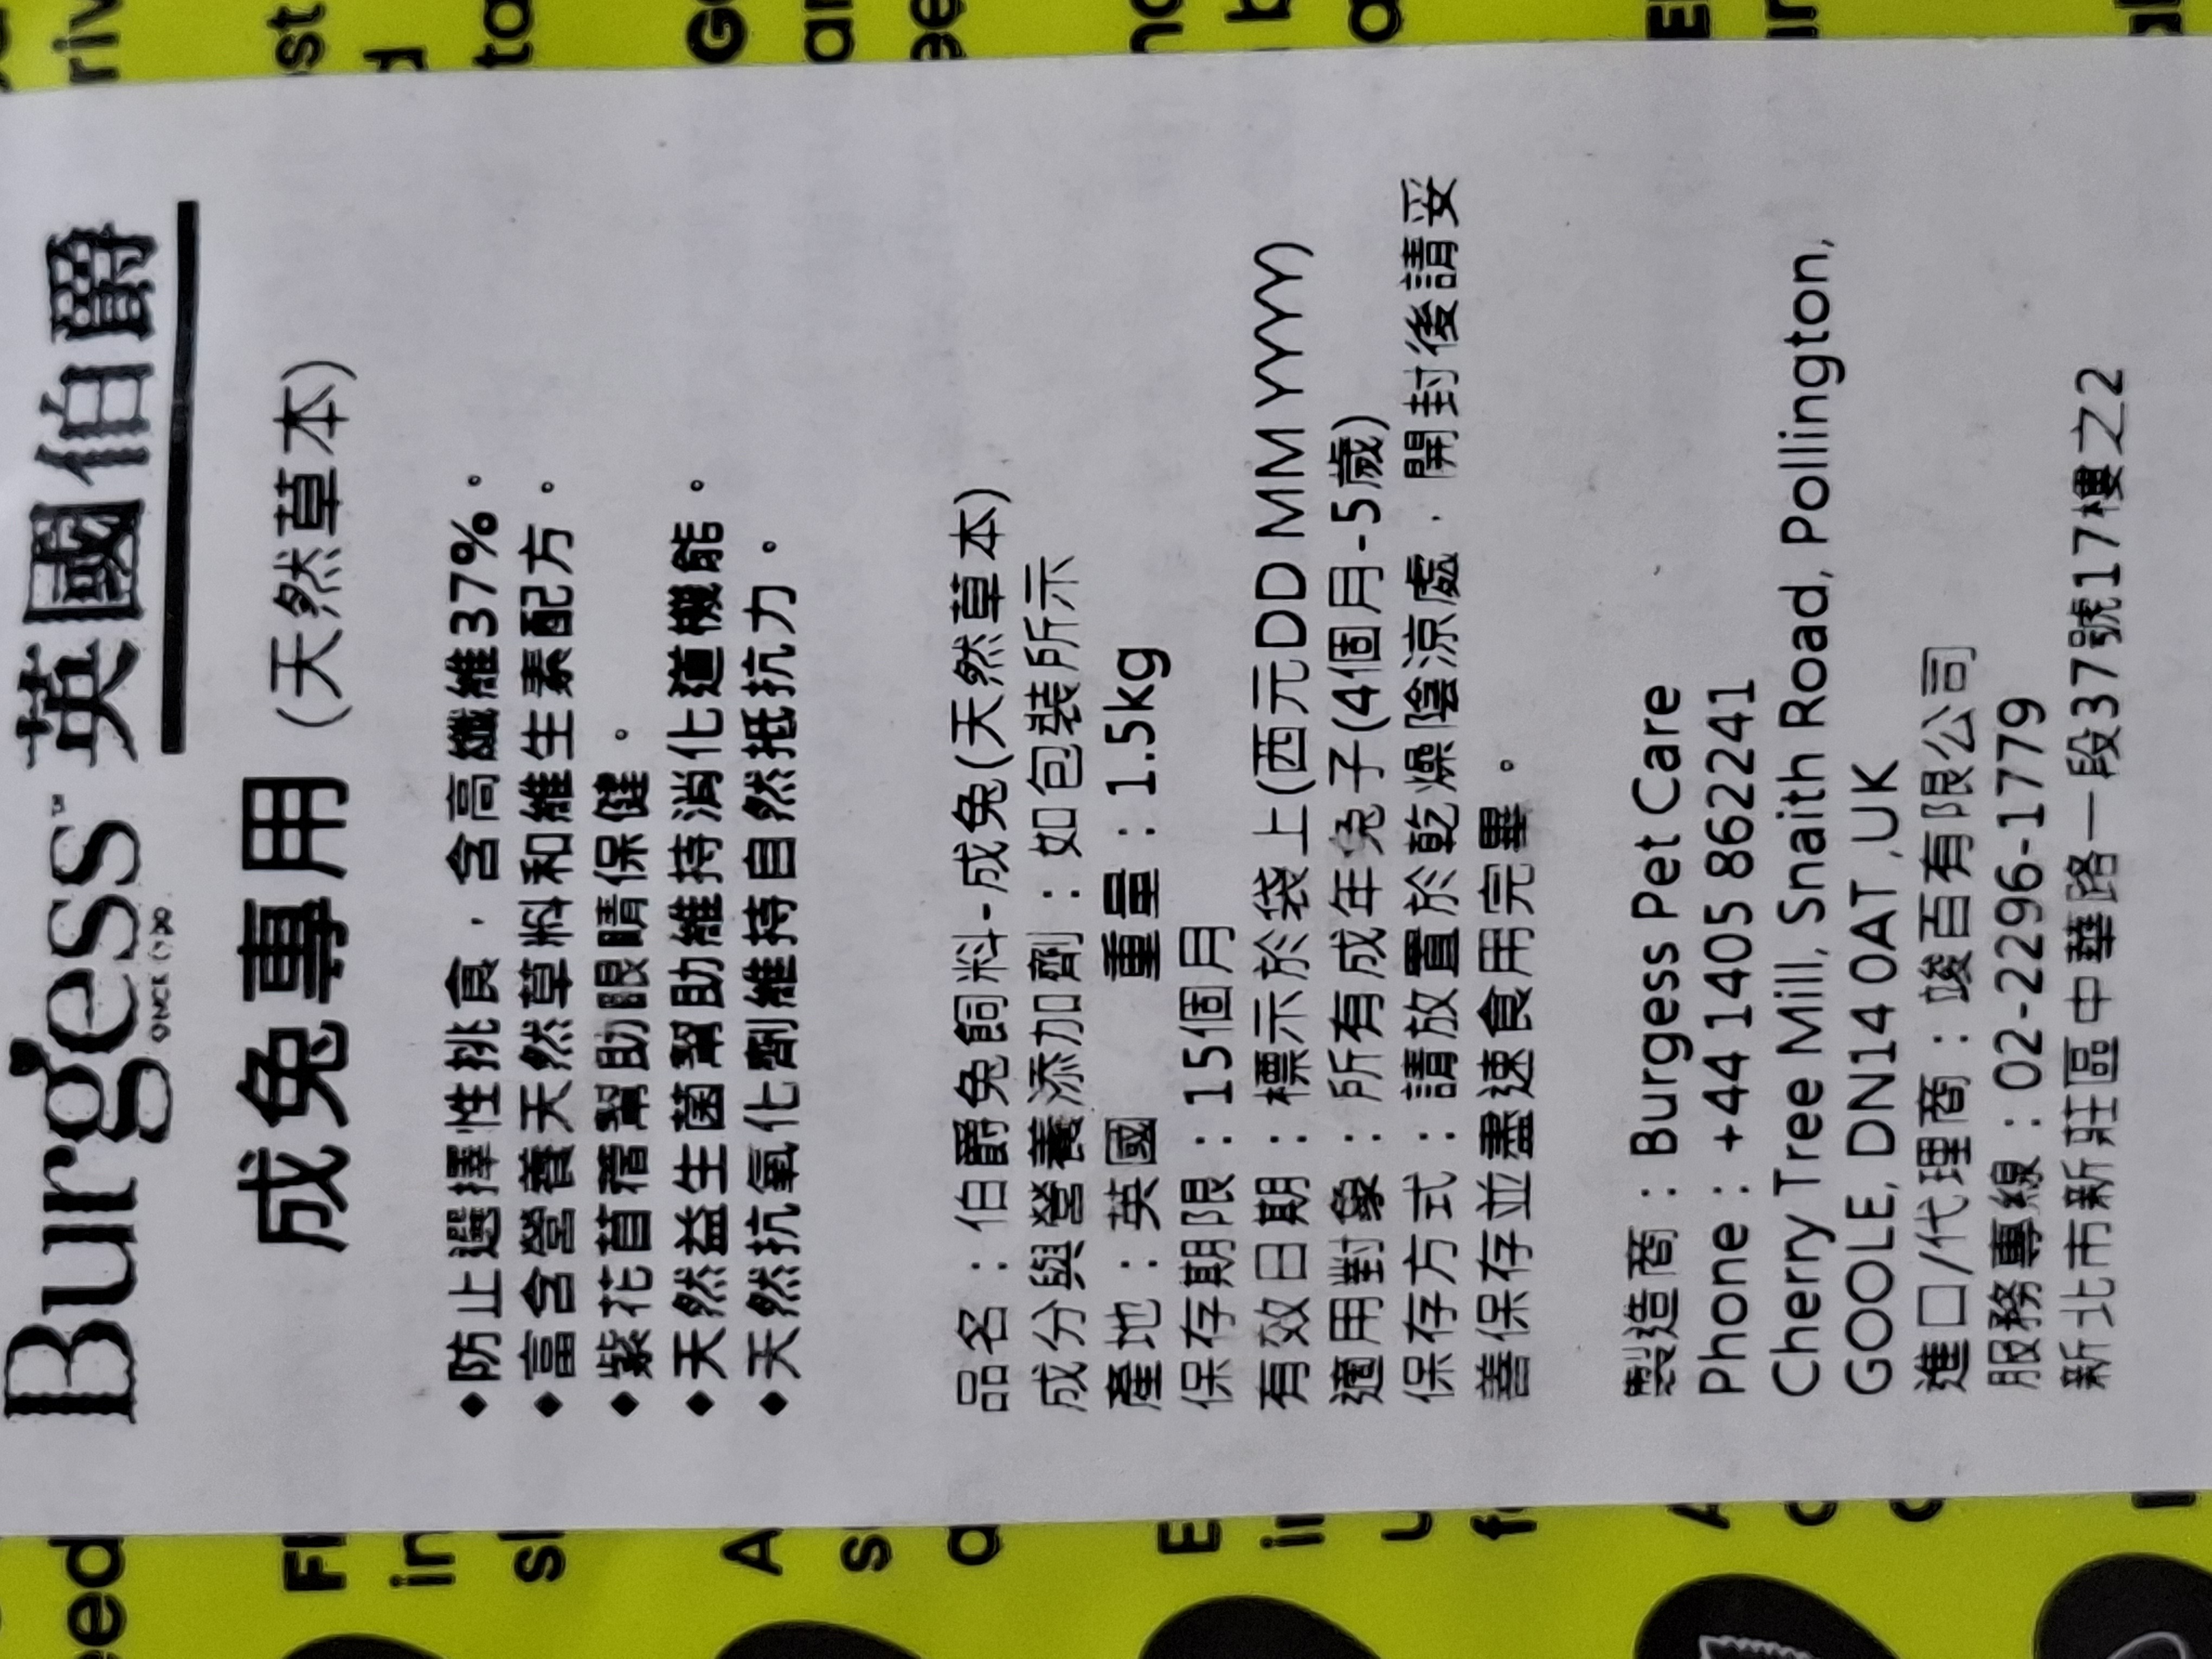 Burgess™ 英國伯爵
成兔專用 (天然草本)
◆防止選擇性挑食．含高纖維37%。
◆富含營養天然草料和維生素配方。
◆紫花苜蓿幫助眼睛保健。
◆天然益生菌幫助維持消化道機能。
◆天然抗氧化劑維持自然抵抗力。
品名：伯爵兔飼料-成兔(天然草本)
成分與營養添加劑：如包裝所示
產地：英國 重量：1.5kg
保存期限：15個月
有效日期：標示於袋上(西元DD MM YYYY)
適用對象：所有成年兔子(4個月-5歲)
保存方式：請放置於乾燥陰涼處．開封後請妥
善保存並盡速食用完畢。
製造商：Burgess Pet Care
Phone：+44 1405 862241
Cherry Tree Mill, Snaith Road, Pollington,
GOOLE, DN14 0AT ,UK
進口/代理商：竣百有限公司
服務專線：02-2296-1779
新北市新莊區中華路一段37號17樓之2